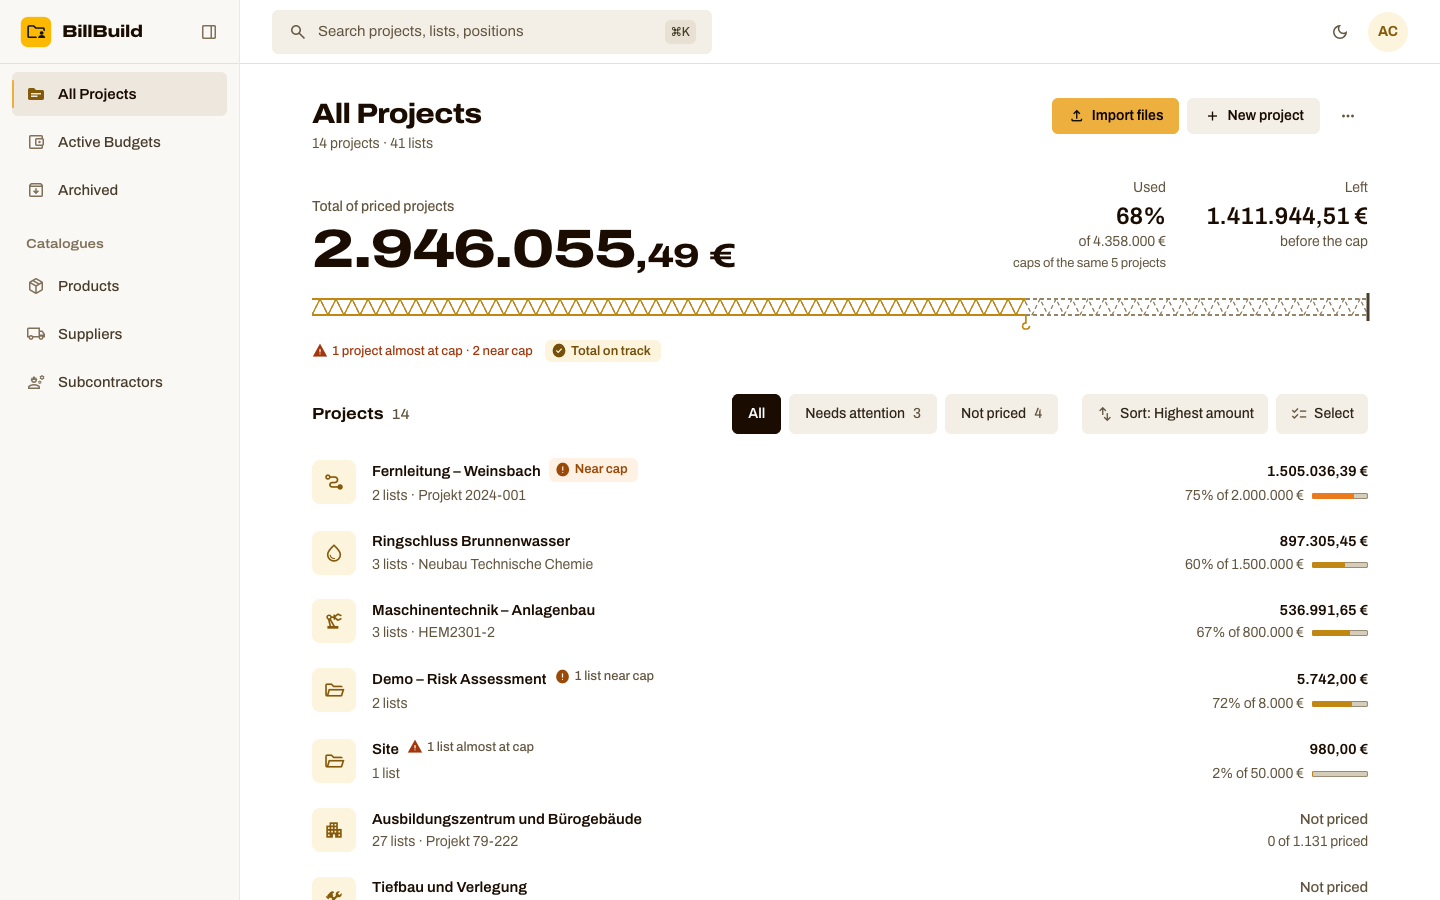 BillBuild
Search projects, lists, positions
⌘K
AC
All Projects
Active Budgets
Archived
Catalogues
Products
Suppliers
Subcontractors
All Projects
14 projects · 41 lists
Import files
New project
Total of priced projects
2.946.055,49 €
Used
68%
of 4.358.000 €
caps of the same 5 projects
Left
1.411.944,51 €
before the cap
1 project almost at cap · 2 near cap
Total on track
Projects 14
All
Needs attention 3
Not priced 4
Sort: Highest amount
Select
Fernleitung – Weinsbach
Near cap
1.505.036,39 €
2 lists · Projekt 2024-001
75% of 2.000.000 €
Ringschluss Brunnenwasser
897.305,45 €
3 lists · Neubau Technische Chemie
60% of 1.500.000 €
Maschinentechnik – Anlagenbau
536.991,65 €
3 lists · HEM2301-2
67% of 800.000 €
Demo – Risk Assessment
1 list near cap
5.742,00 €
2 lists
72% of 8.000 €
Site
1 list almost at cap
980,00 €
1 list
2% of 50.000 €
Ausbildungszentrum und Bürogebäude
Not priced
27 lists · Projekt 79-222
0 of 1.131 priced
Tiefbau und Verlegung
Not priced